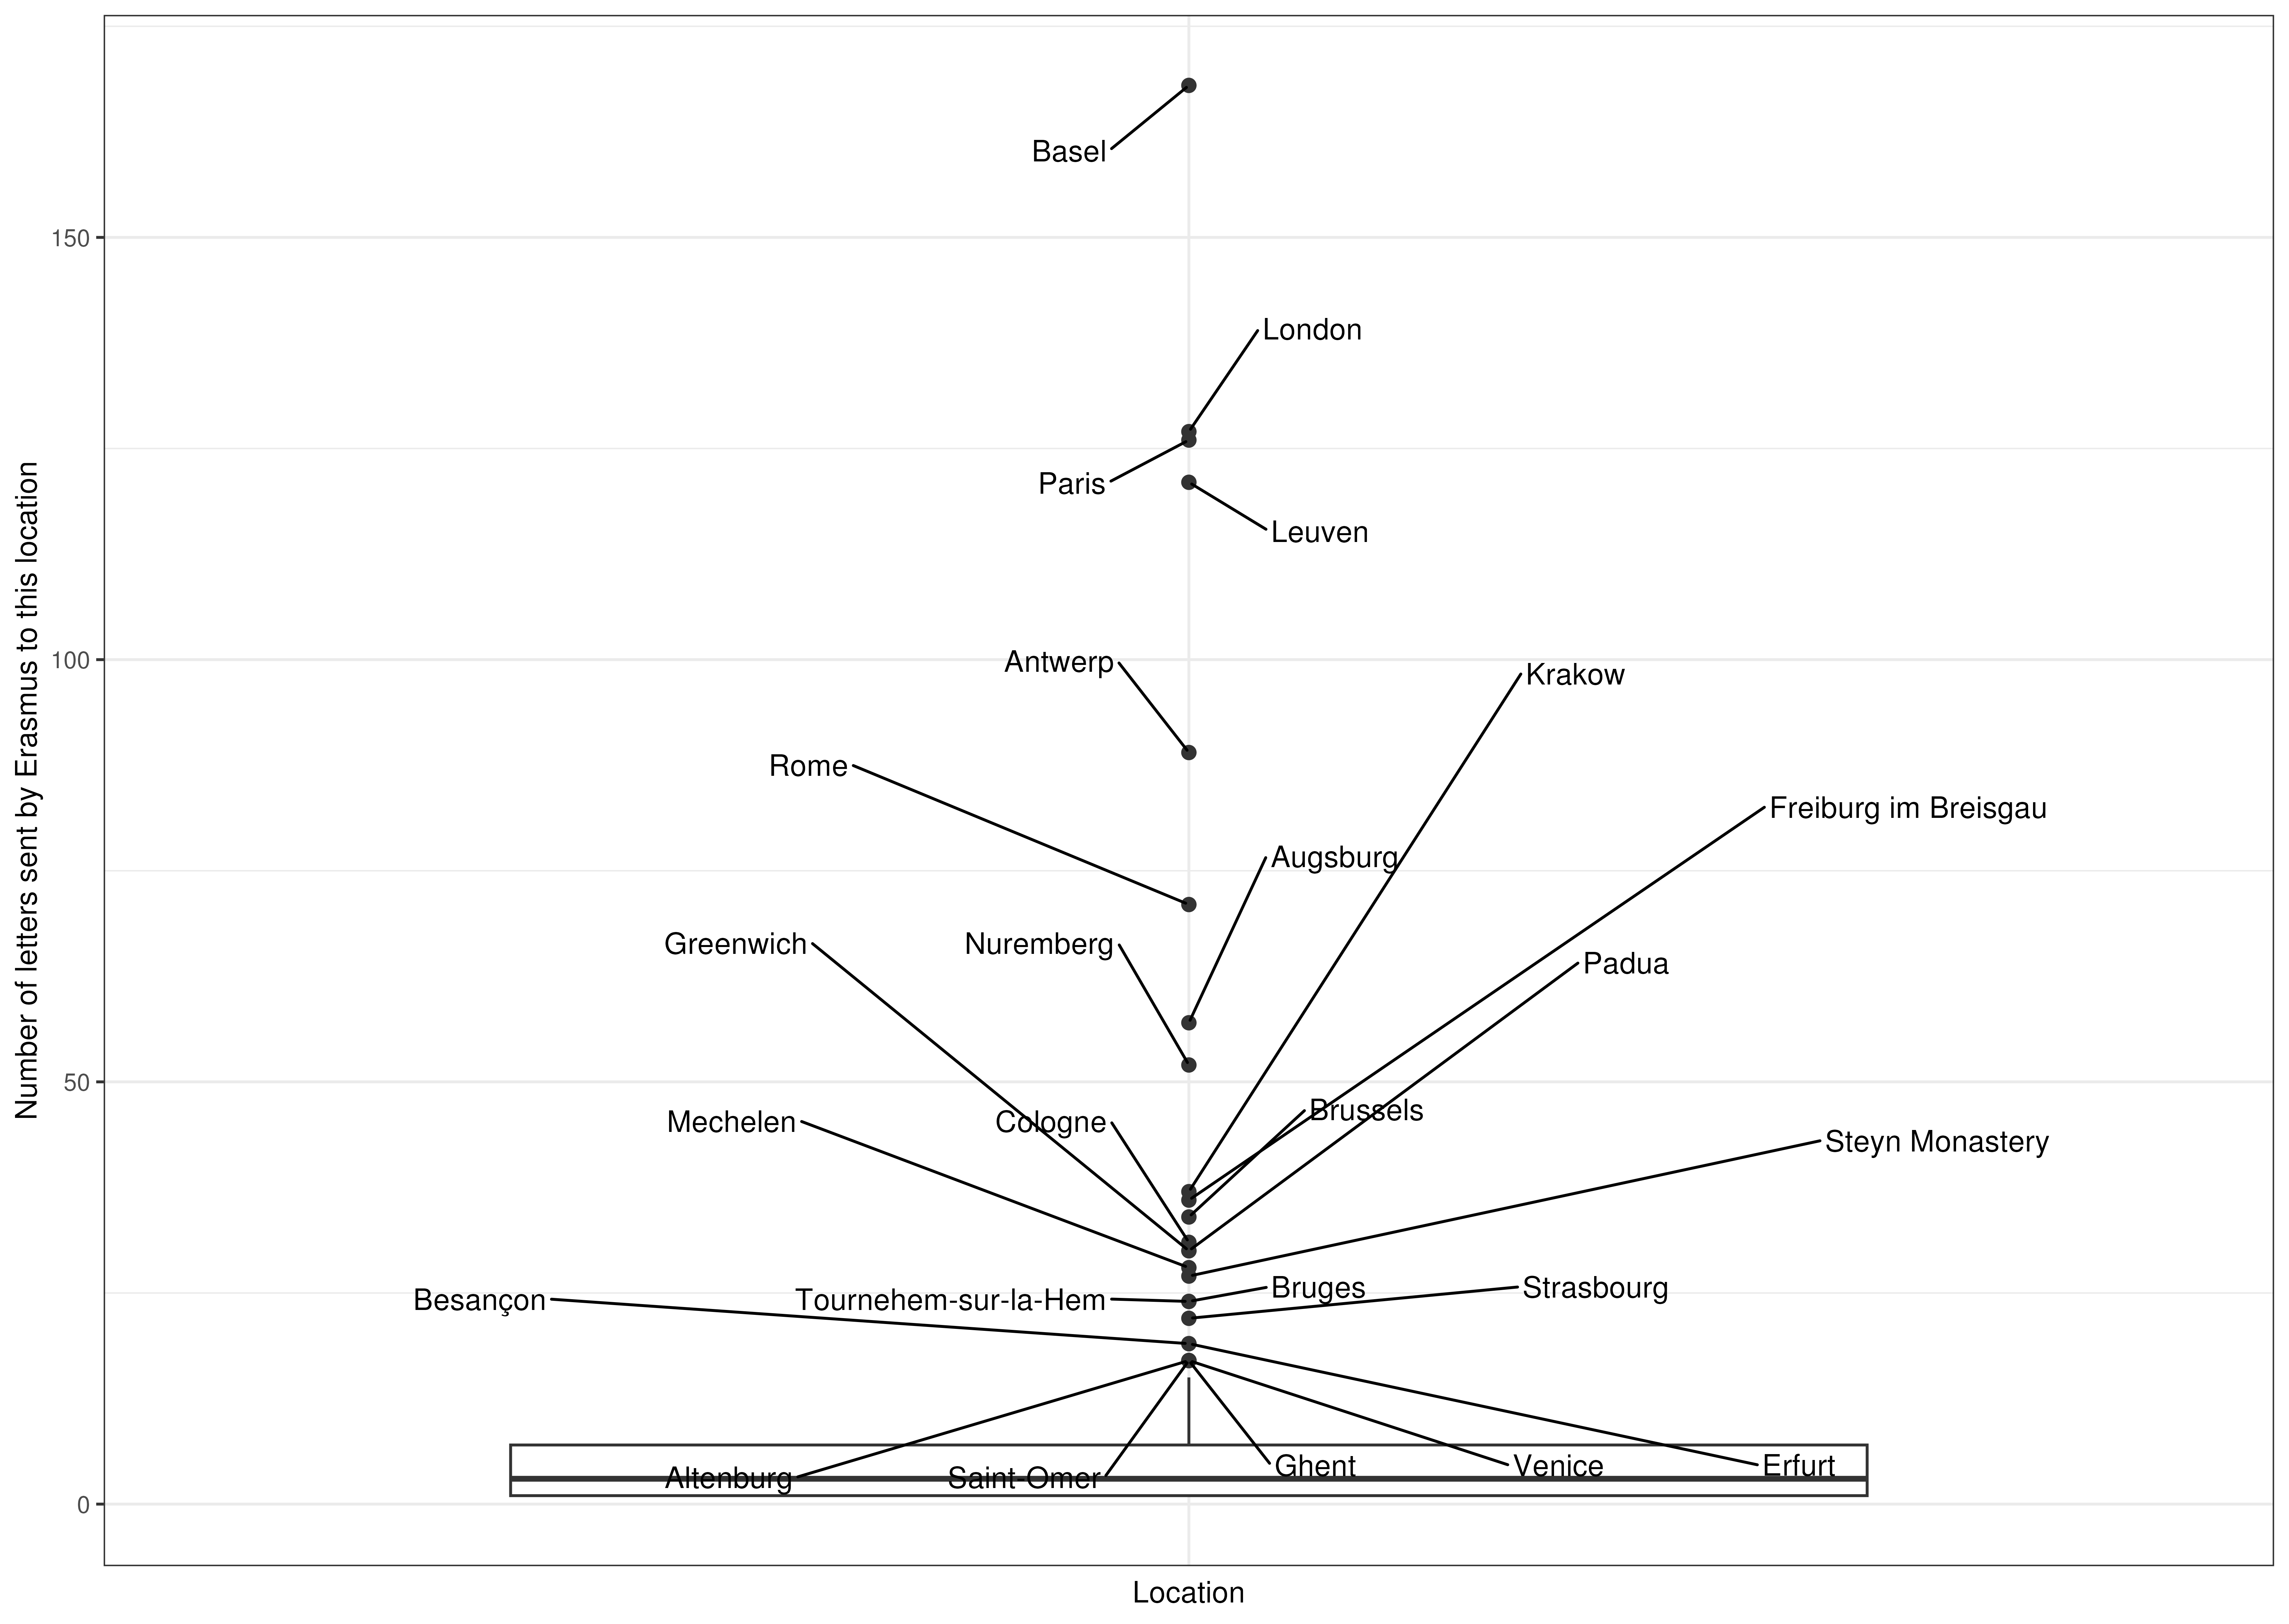 Basel
150
London
Paris
Leuven
100
Antwerp
Krakow
Rome
Freiburg im Breisgau
Augsburg
Greenwich
Nuremberg
Padua
50
Mechelen
Cologne
Brussels
Steyn Monastery
Besançon
Tournehem-sur-la-Hem
Bruges
Strasbourg
Altenburg
Saint-Omer
Ghent
Venice
Erfurt
0
Location
Number of letters sent by Erasmus to this location